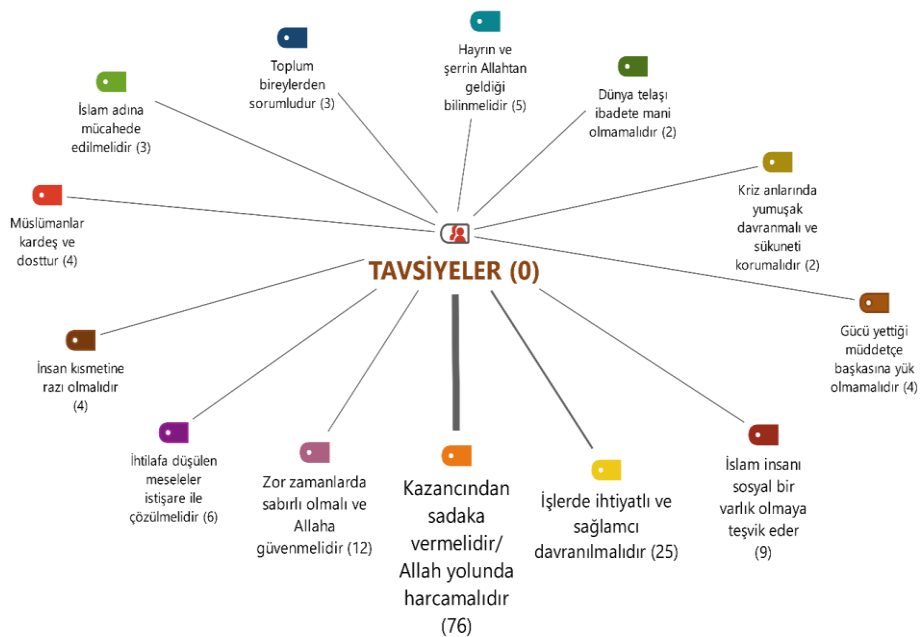 Hayrın ve
şerrin Allahtan
geldiği
bilinmelidir (5)
Toplum
bireylerden
sorumludur (3)
Dünya telaşı
ibadete mani
olmamalıdır (2)
İslam adına
mücahede
edilmelidir (3)
Kriz anlarında
yumuşak
davranmalı ve
sükuneti
korumalıdır (2)
Müslümanlar
kardeş ve
dosttur (4)
TAVSİYELER (0)
Gücü yettiği
müddetçe
başkasına yük
olmamalıdır (4)
İnsan kısmetine
razı olmalıdır
(4)
İhtilafa düşülen
meseleler
istişare ile
çözülmelidir (6)
Zor zamanlarda
sabırlı olmalı ve
Allaha
güvenmelidir (12)
Kazancından
sadaka
vermelidir/
Allah yolunda
harcamalıdır
(76)
İşlerde ihtiyatlı ve
sağlamcı
davranılmalıdır (25)
İslam insanı
sosyal bir
varlık olmaya
teşvik eder
(9)